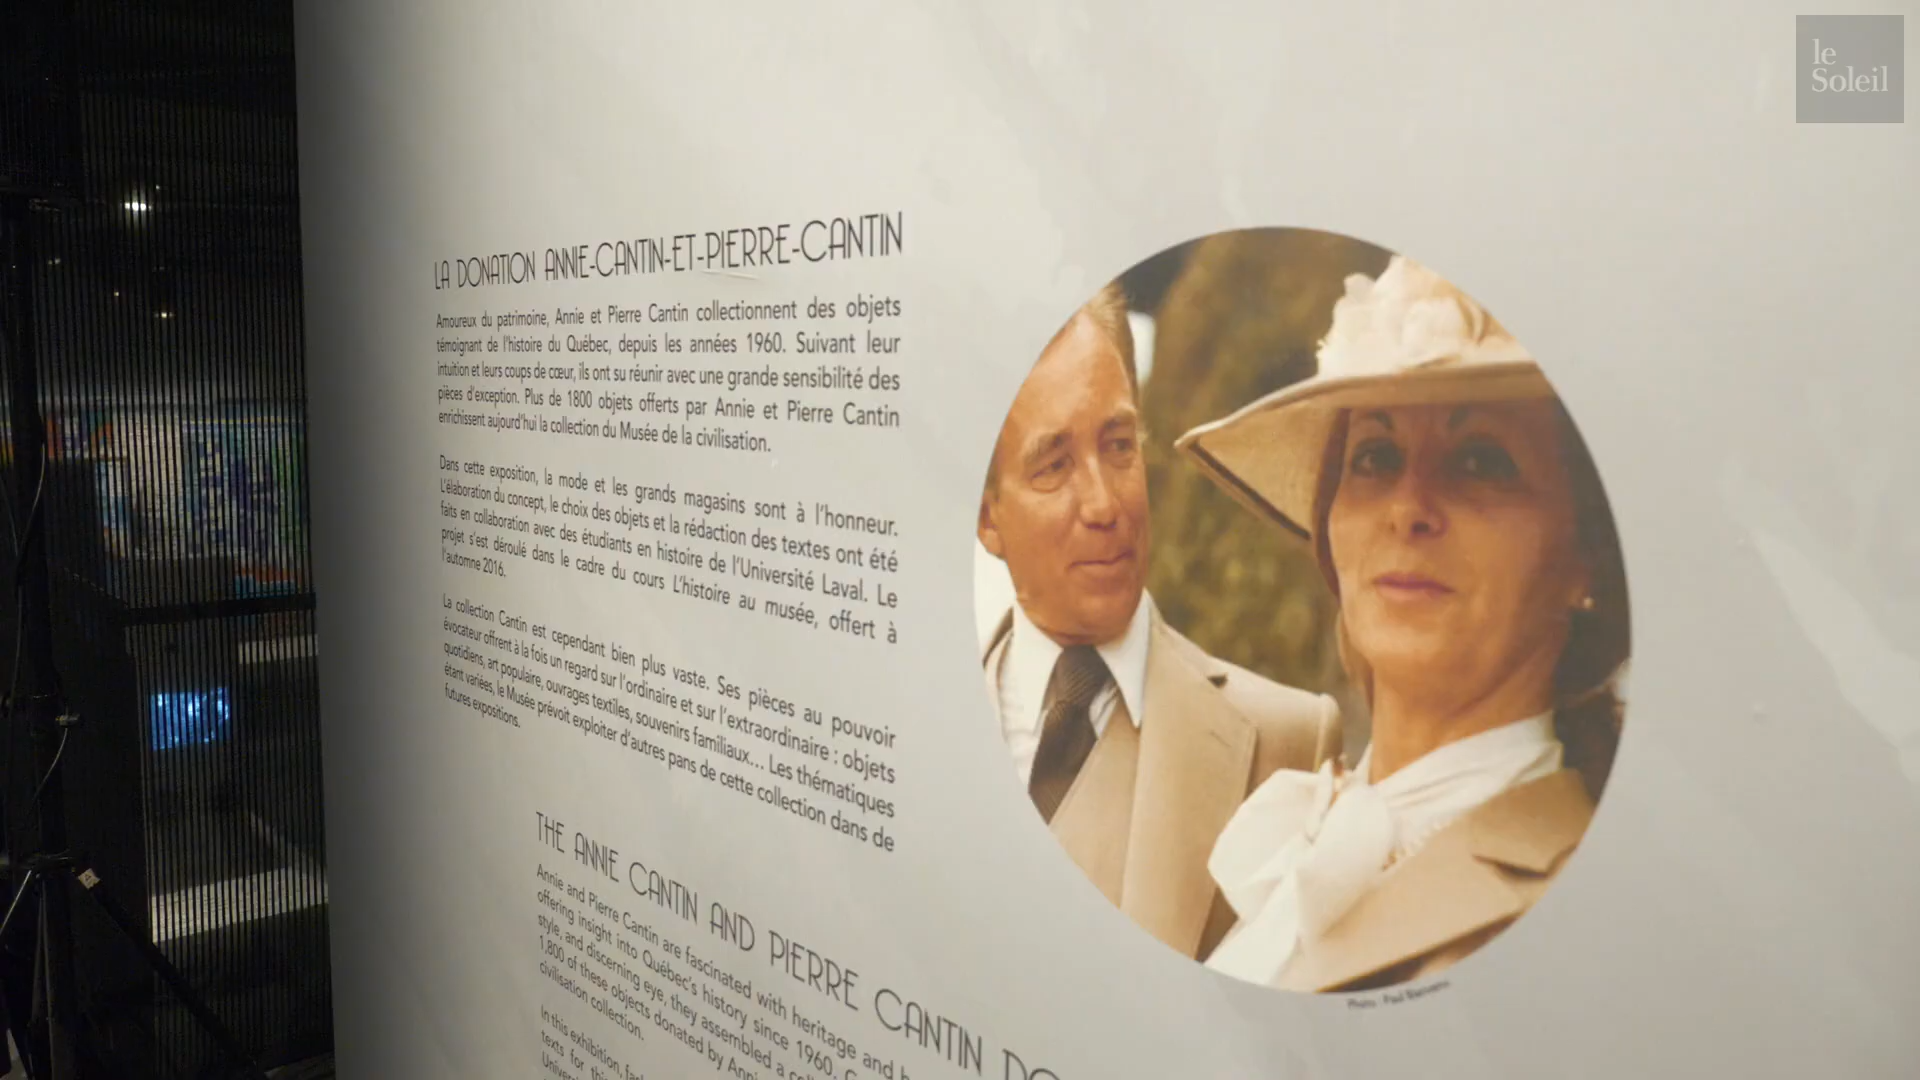 le
Soleil
LA DONATION ANNIE-CANTIN-ET-PIERRE-CANTIN
Amoureux du patrimoine, Annie et Pierre Cantin collectionnent des objets
témoignant de l'histoire du Québec, depuis les années 1960. Suivant leur
intuition et leurs coups de cœur, ils ont su réunir avec une grande sensibilité des
pièces d'exception. Plus de 1800 objets offerts par Annie et Pierre Cantin
enrichissent aujourd'hui la collection du Musée de la civilisation.
Dans cette exposition, la mode et les grands magasins sont à l'honneur.
L'élaboration du concept, le choix des objets et la rédaction des textes ont été
faits en collaboration avec des étudiants en histoire de l'Université Laval. Le
projet s'est déroulé dans le cadre du cours L'histoire au musée, offert à
l'automne 2016.
La collection Cantin est cependant bien plus vaste. Ses pièces au pouvoir
évocateur offrent à la fois un regard sur l'ordinaire et sur l'extraordinaire : objets
quotidiens, art populaire, ouvrages textiles, souvenirs familiaux... Les thématiques
étant variées, le Musée prévoit exploiter d'autres pans de cette collection dans de
futures expositions.
THE ANNIE CANTIN AND PIERRE CANTIN DO
Annie and Pierre Cantin are fascinated with heritage and h
offering insight into Québec's history since 1960.
style, and discerning eye, they assembled a coll
1,800 of these objects donated by Anni
civilisation collection.
In this exhibition, fas
texts for this
Univers
Photo : Paul